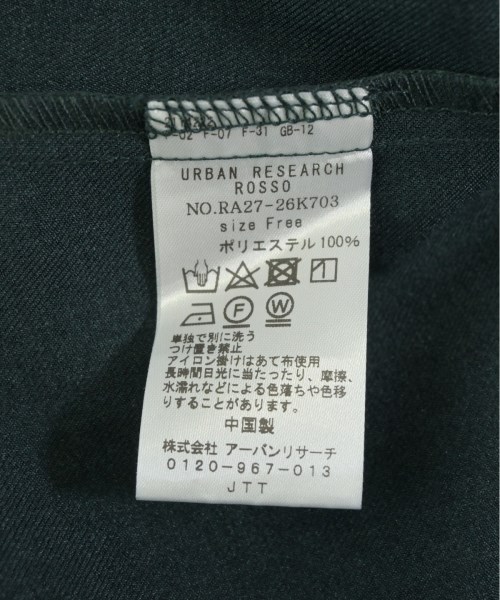 F-02 F-07 F-31 GB-12
URBAN RESEARCH
ROSSO
NO.RA27-26K703
size Free
ポリエステル100%
F
W
単独で別に洗う
つけ置き禁止
アイロン掛けはあて布使用
長時間日光に当たったり、摩擦、
水濡れなどによる色落ちや色移
りすることがあります。
中国製
株式会社 アーバンリサーチ
0120-967-013
JTT